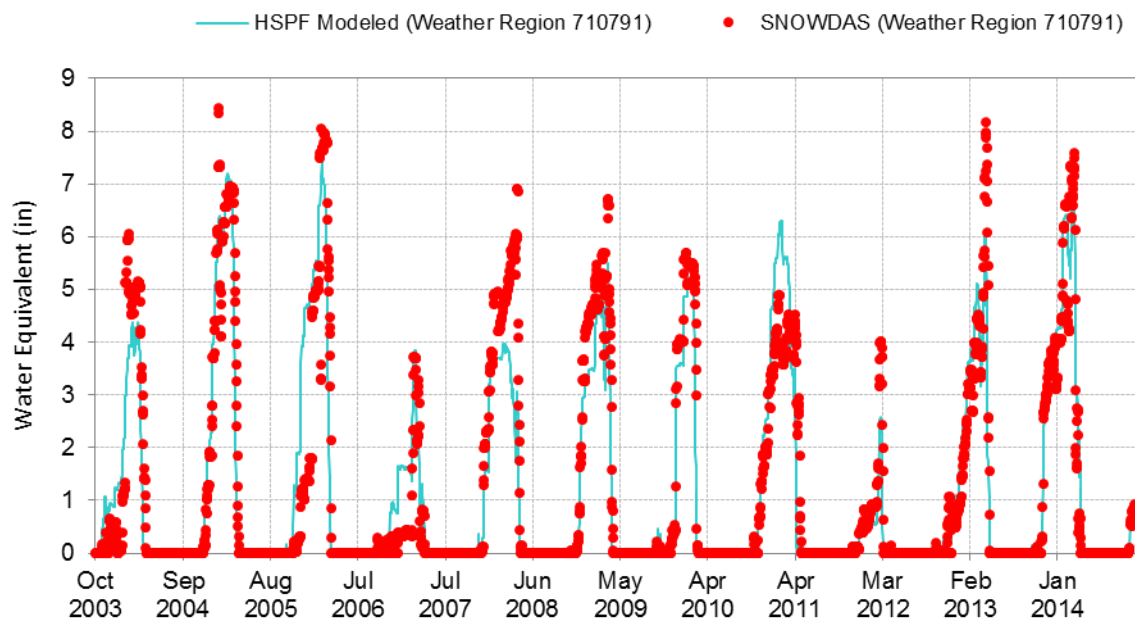 HSPF Modeled (Weather Region 710791) SNOWDAS (Weather Region 710791)
9
8
7
6
5
4
3
2
1
0
Water Equivalent (in)
Oct Sep Aug Jul Jul Jun May Apr Apr Mar Feb Jan
2003 2004 2005 2006 2007 2008 2009 2010 2011 2012 2013 2014